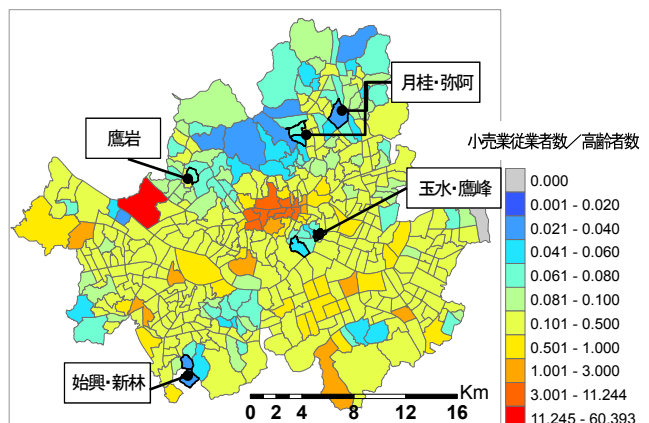 月桂・弥阿
鷹岩
小売業従業者数／高齢者数
玉水・鷹峰
0.000
0.001 - 0.020
0.021 - 0.040
0.041 - 0.060
0.061 - 0.080
0.081 - 0.100
0.101 - 0.500
0.501 - 1.000
1.001 - 3.000
3.001 - 11.244
11.245 - 60.393
始興・新林
Km
0 2 4 8 12 16